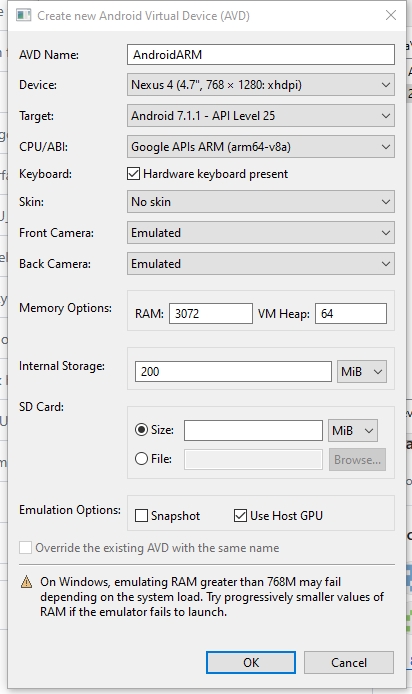 Create new Android Virtual Device (AVD)
AVD Name: AndroidARM
Device: Nexus 4 (4.7", 768 × 1280: xhdpi)
Target: Android 7.1.1 - API Level 25
CPU/ABI: Google APIs ARM (arm64-v8a)
Keyboard: Hardware keyboard present
Skin: No skin
Front Camera: Emulated
Back Camera: Emulated
Memory Options: RAM: 3072 VM Heap: 64
Internal Storage: 200 MiB
SD Card:
Size: MiB
File: Browse...
Emulation Options: Snapshot Use Host GPU
Override the existing AVD with the same name
On Windows, emulating RAM greater than 768M may fail
depending on the system load. Try progressively smaller values
of RAM if the emulator fails to launch.
OK Cancel